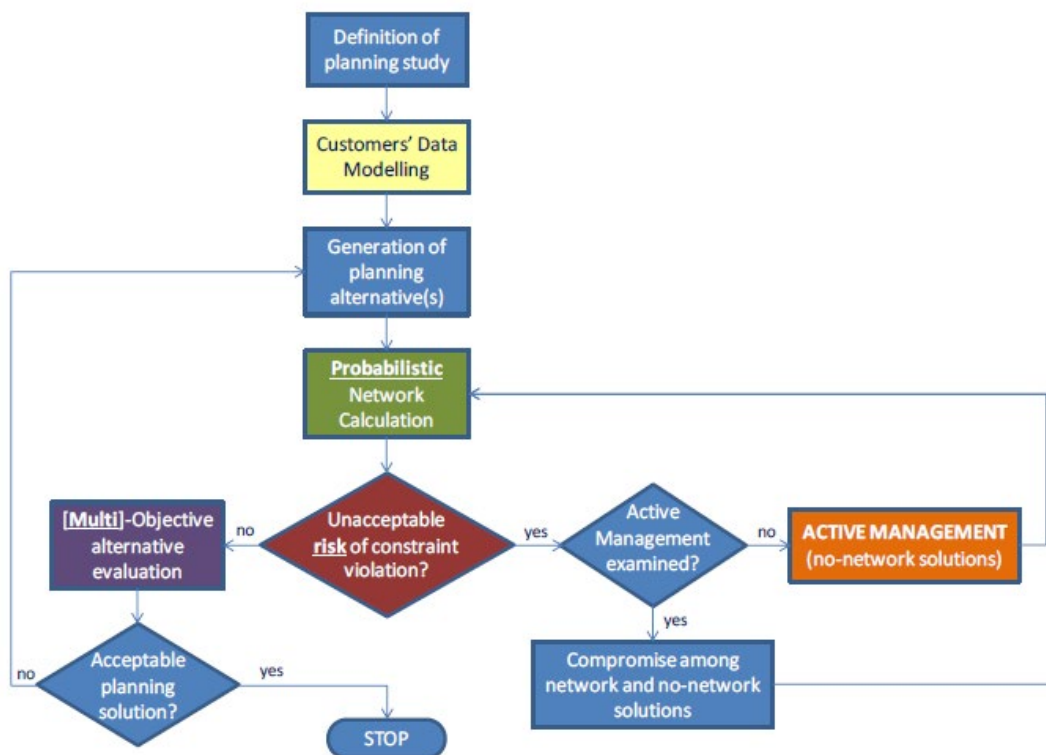 Definition of
planning study
Customers' Data
Modelling
Generation of
planning
alternative(s)
Probabilistic
Network
Calculation
[Multi]-Objective
alternative
evaluation
no
Unacceptable
risk of constraint
violation?
yes
Active
Management
examined?
no
ACTIVE MANAGEMENT
(no-network solutions)
yes
Compromise among
network and no-network
solutions
no
Acceptable
planning
solution?
yes
STOP